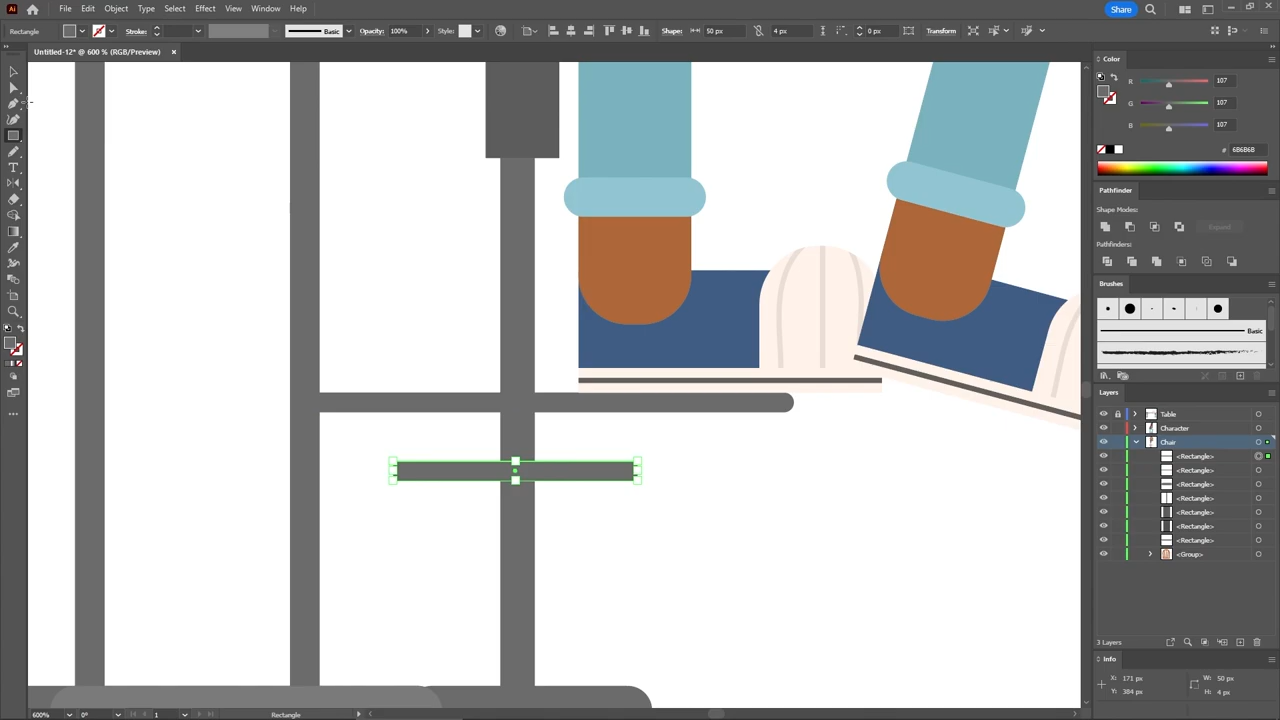 Ai File Edit Object Type Select Effect View Window Help Share
Rectangle Stroke: Basic Opacity: 100% Style: Shape: 50 px 4 px 0 px Transform
Untitled-12* @ 600 % (RGB/Preview) ×
Color
R 107
G 107
B 107
# 6B6B6B
Pathfinder
Shape Modes:
Expand
Pathfinders:
Brushes
Basic
Layers
Table
Character
Chair
<Rectangle>
<Rectangle>
<Rectangle>
<Rectangle>
<Rectangle>
<Rectangle>
<Rectangle>
<Group>
3 Layers
Info
X: 171 px W: 50 px
Y: 384 px H: 4 px
600% 0° 1 Rectangle